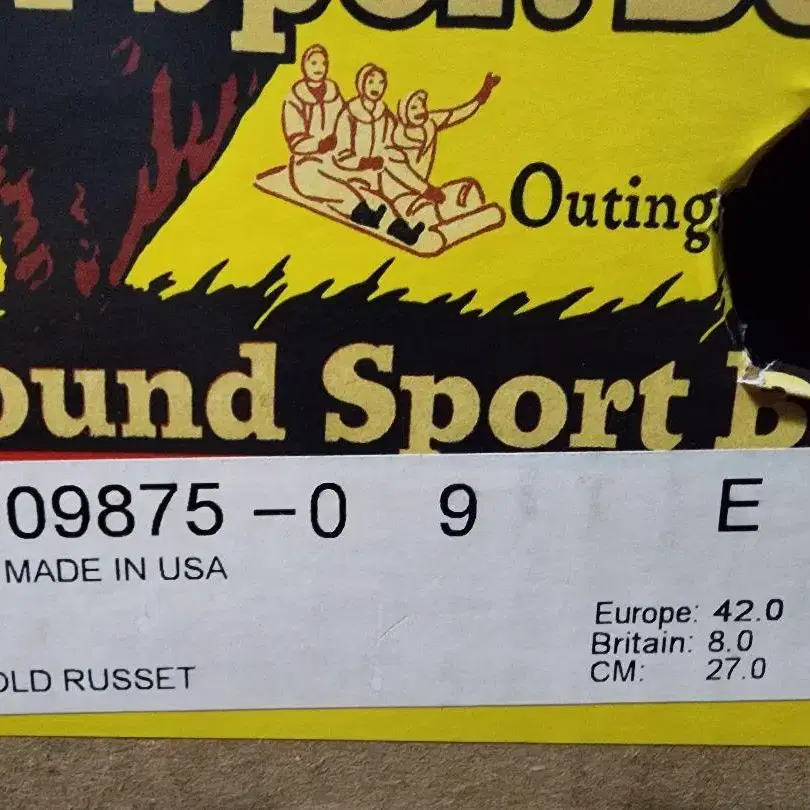 Sport B
Outing
ound Sport B
09875-0 9 E
MADE IN USA
Europe: 42.0
Britain: 8.0
CM: 27.0
OLD RUSSET